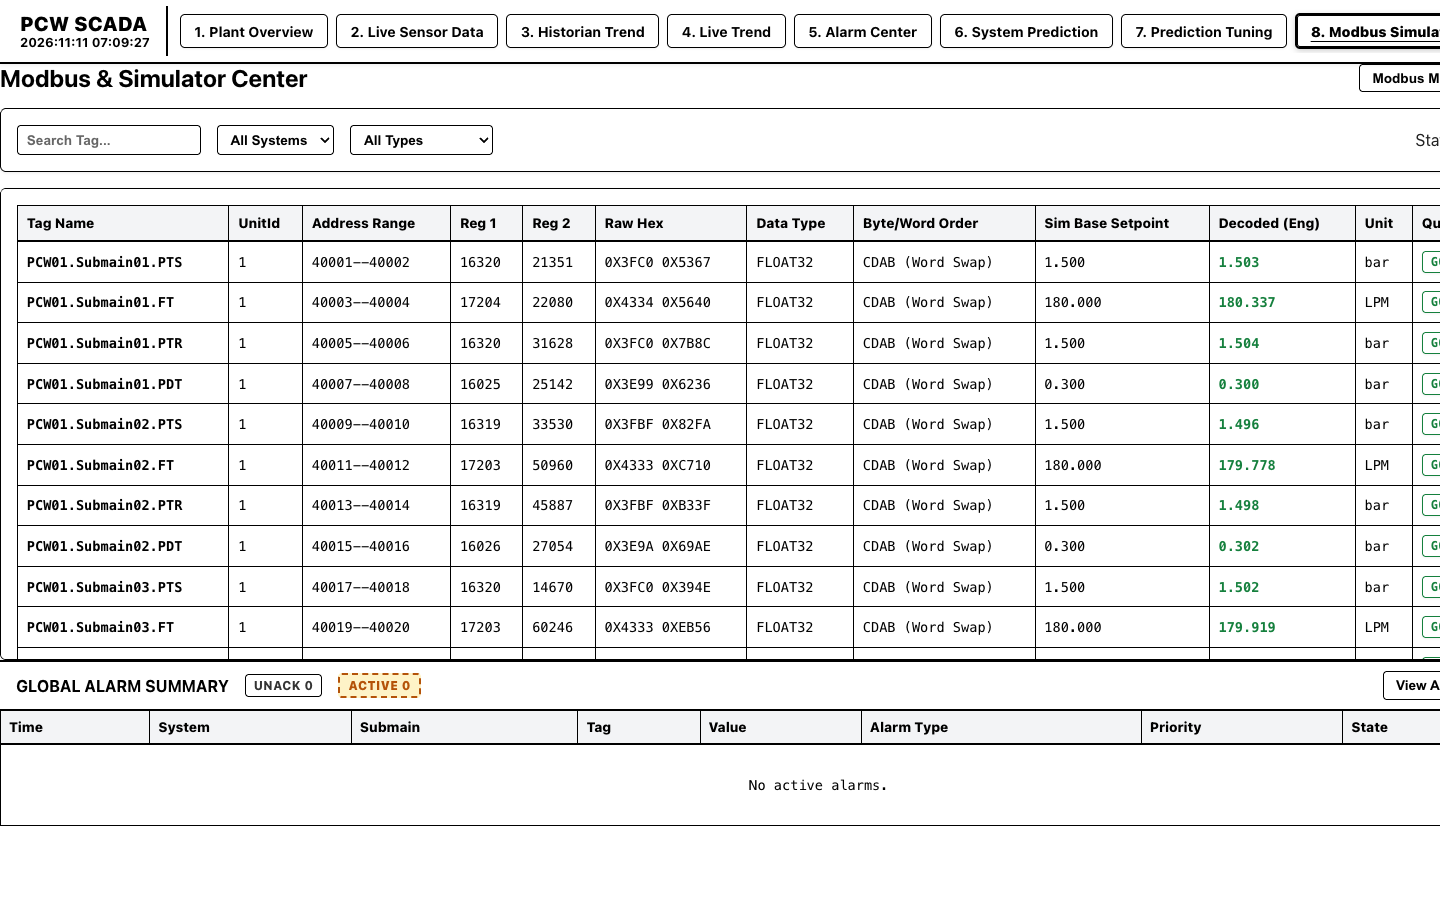 PCW SCADA
2026:11:11 07:09:27
1. Plant Overview
2. Live Sensor Data
3. Historian Trend
4. Live Trend
5. Alarm Center
6. System Prediction
7. Prediction Tuning
8. Modbus Simula
Modbus & Simulator Center
Modbus M
Search Tag...
All Systems
All Types
Sta
Tag Name UnitId Address Range Reg 1 Reg 2 Raw Hex Data Type Byte/Word Order Sim Base Setpoint Decoded (Eng) Unit Qu
PCW01.Submain01.PTS 1 40001––40002 16320 21351 0X3FC0 0X5367 FLOAT32 CDAB (Word Swap) 1.500 1.503 bar G
PCW01.Submain01.FT 1 40003––40004 17204 22080 0X4334 0X5640 FLOAT32 CDAB (Word Swap) 180.000 180.337 LPM G
PCW01.Submain01.PTR 1 40005––40006 16320 31628 0X3FC0 0X7B8C FLOAT32 CDAB (Word Swap) 1.500 1.504 bar G
PCW01.Submain01.PDT 1 40007––40008 16025 25142 0X3E99 0X6236 FLOAT32 CDAB (Word Swap) 0.300 0.300 bar G
PCW01.Submain02.PTS 1 40009––40010 16319 33530 0X3FBF 0X82FA FLOAT32 CDAB (Word Swap) 1.500 1.496 bar G
PCW01.Submain02.FT 1 40011––40012 17203 50960 0X4333 0XC710 FLOAT32 CDAB (Word Swap) 180.000 179.778 LPM G
PCW01.Submain02.PTR 1 40013––40014 16319 45887 0X3FBF 0XB33F FLOAT32 CDAB (Word Swap) 1.500 1.498 bar G
PCW01.Submain02.PDT 1 40015––40016 16026 27054 0X3E9A 0X69AE FLOAT32 CDAB (Word Swap) 0.300 0.302 bar G
PCW01.Submain03.PTS 1 40017––40018 16320 14670 0X3FC0 0X394E FLOAT32 CDAB (Word Swap) 1.500 1.502 bar G
PCW01.Submain03.FT 1 40019––40020 17203 60246 0X4333 0XEB56 FLOAT32 CDAB (Word Swap) 180.000 179.919 LPM G
GLOBAL ALARM SUMMARY
UNACK 0
ACTIVE 0
View A
Time System Submain Tag Value Alarm Type Priority State
No active alarms.